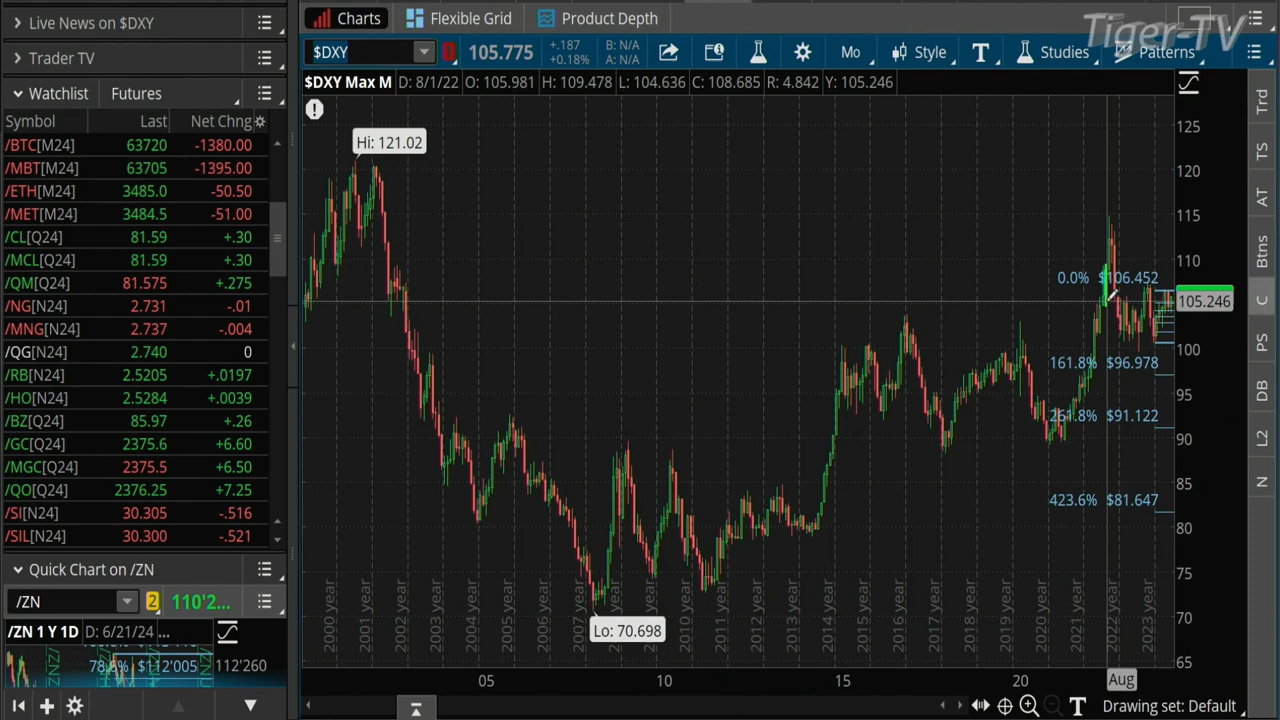 Live News on $DXY
Trader TV
Watchlist Futures
Symbol Last Net Chng
/BTC[M24] 63720 -1380.00
/MBT[M24] 63705 -1395.00
/ETH[M24] 3485.0 -50.50
/MET[M24] 3484.5 -51.00
/CL[Q24] 81.59 +.30
/MCL[Q24] 81.59 +.30
/QM[Q24] 81.575 +.275
/NG[N24] 2.731 -.01
/MNG[N24] 2.737 -.004
/QG[N24] 2.740 0
/RB[N24] 2.5205 +.0197
/HO[N24] 2.5284 +.0039
/BZ[Q24] 85.97 +.26
/GC[Q24] 2375.6 +6.60
/MGC[Q24] 2375.5 +6.50
/QO[Q24] 2376.25 +7.25
/SI[N24] 30.305 -.516
/SIL[N24] 30.300 -.521
Quick Chart on /ZN
/ZN 2 110'2...
/ZN 1 Y 1D D: 6/21/24 ...
78.6% $112'005 112'260
Charts Flexible Grid Product Depth
Tiger-TV
$DXY 105.775 +.187 +0.18% B: N/A A: N/A Mo Style T Studies Patterns
$DXY Max M D: 8/1/22 O: 105.981 H: 109.478 L: 104.636 C: 108.685 R: 4.842 Y: 105.246
Hi: 121.02
Lo: 70.698
0.0% $106.452
161.8% $96.978
261.8% $91.122
423.6% $81.647
125
120
115
110
105.246
100
95
90
85
80
75
70
65
2000 year 2001 year 2002 year 2003 year 2004 year 2005 year 2006 year 2007 year 2009 year 2010 year 2011 year 2012 year 2013 year 2014 year 2015 year 2016 year 2017 year 2018 year 2019 year 2020 year 2021 year 2022 year 2023 year
05 10 15 20 Aug
T Drawing set: Default
Trd
TS
AT
Btns
C
PS
DB
L2
N